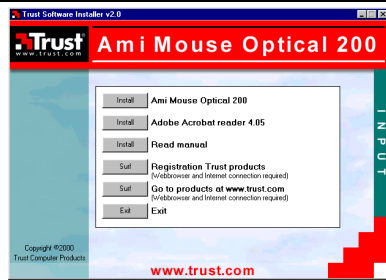 Trust Software Installer v2.0
Trust
www.trust.com
Ami Mouse Optical 200
Install Ami Mouse Optical 200
Install Adobe Acrobat reader 4.05
Install Read manual
Surf Registration Trust products
(Webbrowser and Internet connection required)
Surf Go to products at www.trust.com
(Webbrowser and Internet connection required)
Exit Exit
INPUT
Copyright ©2000
Trust Computer Products
www.trust.com